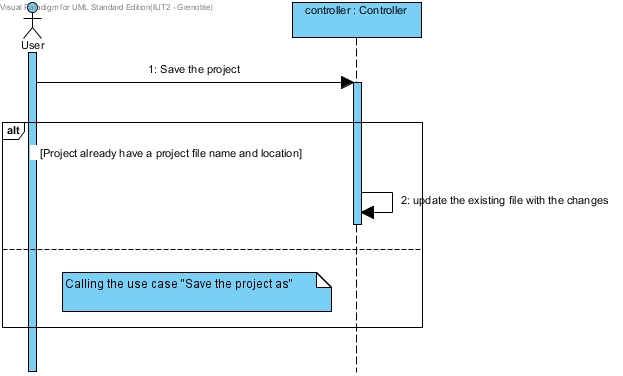 Visual Paradigm for UML Standard Edition(IUT2 - Grenoble)
controller : Controller
User
1: Save the project
alt
[Project already have a project file name and location]
2: update the existing file with the changes
Calling the use case "Save the project as"